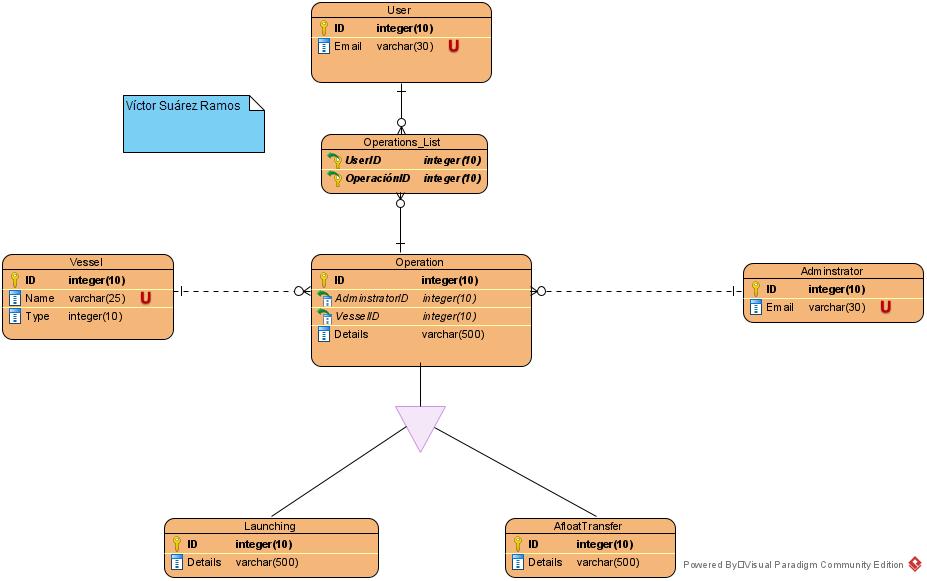 User
ID integer(10)
Email varchar(30) U
Víctor Suárez Ramos
Operations_List
UserID integer(10)
OperaciónID integer(10)
Vessel
ID integer(10)
Name varchar(25) U
Type integer(10)
Operation
ID integer(10)
AdminstratorID integer(10)
VesselID integer(10)
Details varchar(500)
Adminstrator
ID integer(10)
Email varchar(30) U
Launching
ID integer(10)
Details varchar(500)
AfloatTransfer
ID integer(10)
Details varchar(500)
Powered By Visual Paradigm Community Edition